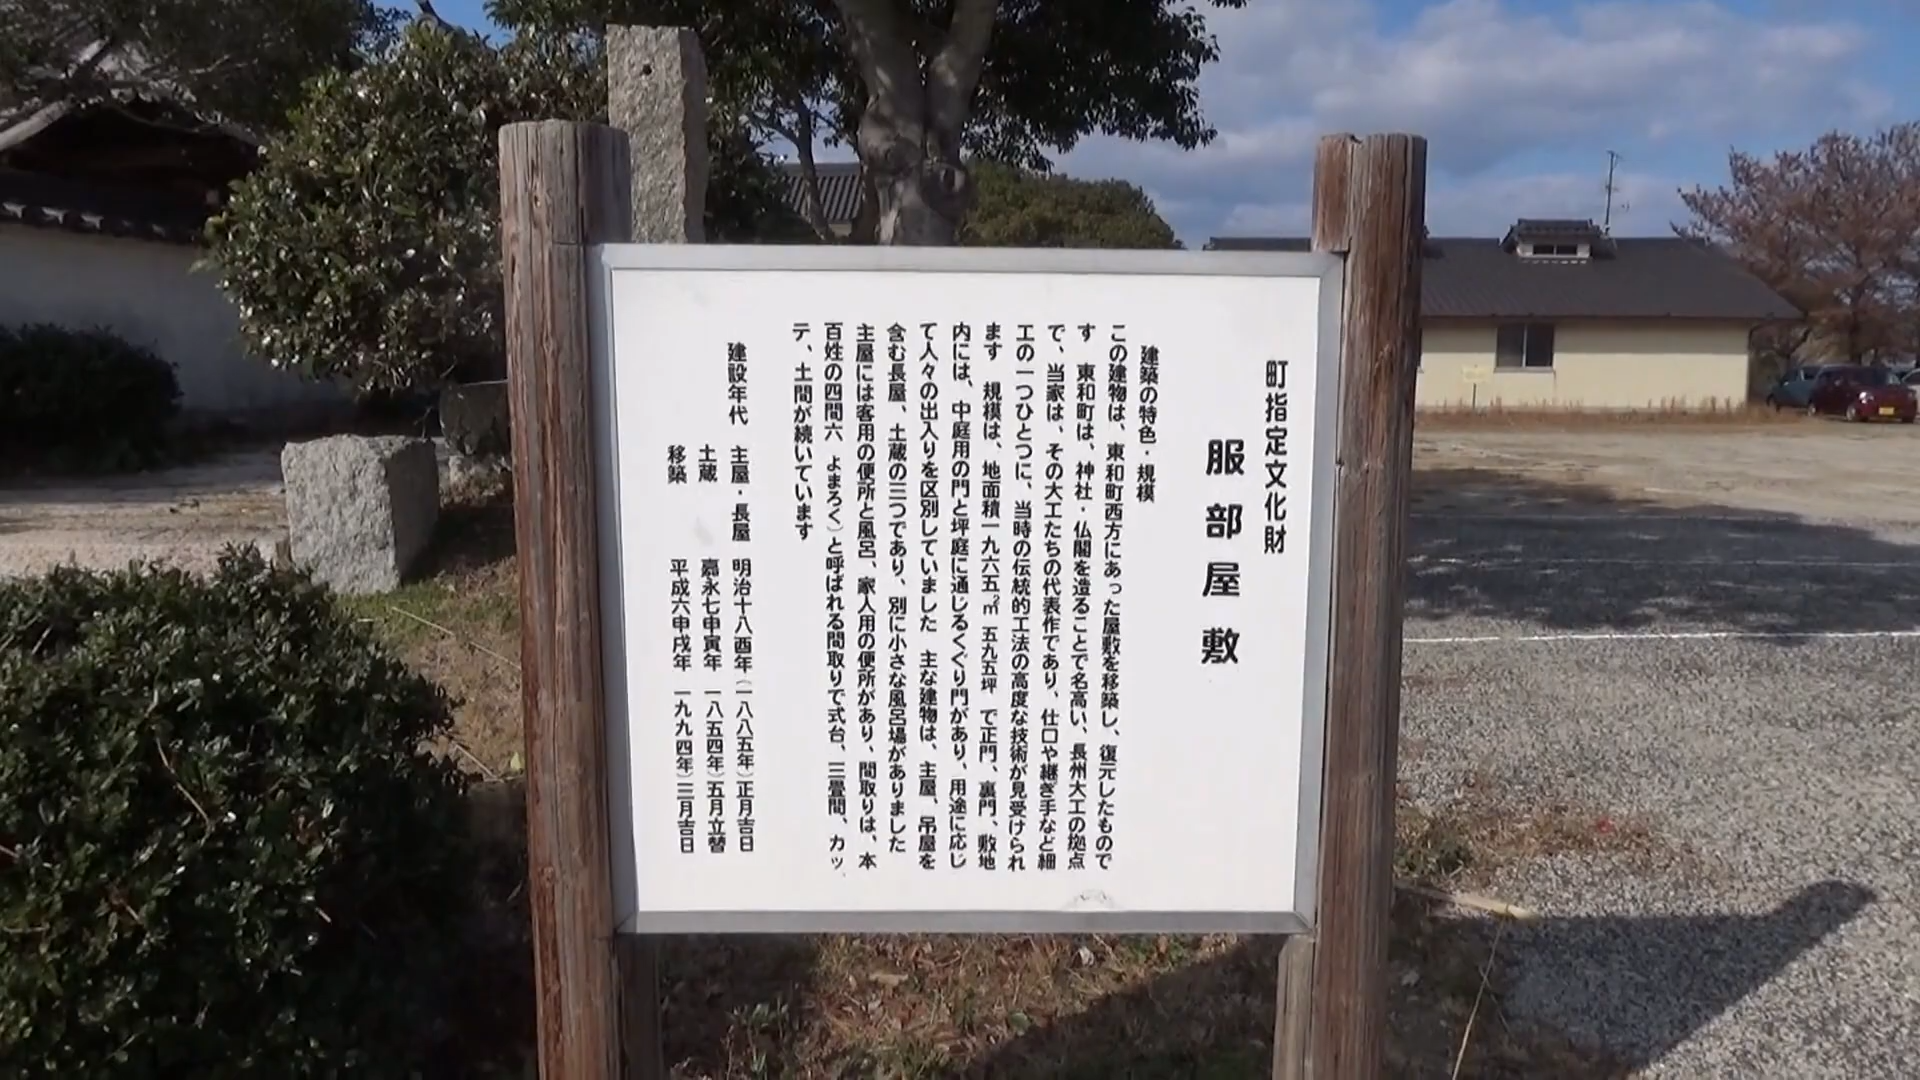 町指定文化財
服部屋敷
建築の特色・規模
この建物は、東和町西方にあった屋敷を移築し、復元したもので
す　東和町は、神社・仏閣を造ることで名高い、長州大工の拠点
で、当家は、その大工たちの代表作であり、仕口や継ぎ手など細
工の一つひとつに、当時の伝統的工法の高度な技術が見受けられ
ます　規模は、地面積一九六五㎡　五九五坪　で正門、裏門、敷地
内には、中庭用の門と坪庭に通じるくぐり門があり、用途に応じ
て人々の出入りを区別していました　主な建物は、主屋、吊屋を
含む長屋、土蔵の三つであり、別に小さな風呂場がありました
主屋には客用の便所と風呂、家人用の便所があり、間取りは、本
百姓の四間六　よまろく）と呼ばれる間取りで式台、三畳間、カッ
テ、土間が続いています
建設年代　主屋・長屋　明治十八酉年（一八八五年）正月吉日
土蔵　嘉永七申寅年　一八五四年）五月立替
移築　平成六申戌年　一九九四年）三月吉日